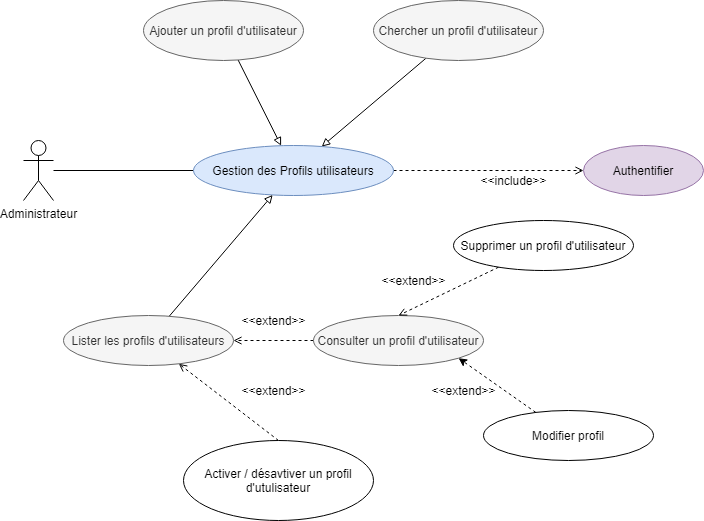 Ajouter un profil d'utilisateur
Chercher un profil d'utilisateur
Gestion des Profils utilisateurs
<<include>>
Authentifier
Administrateur
Supprimer un profil d'utilisateur
<<extend>>
<<extend>>
Lister les profils d'utilisateurs
Consulter un profil d'utilisateur
<<extend>>
<<extend>>
Modifier profil
Activer / désavtiver un profil
d'utulisateur